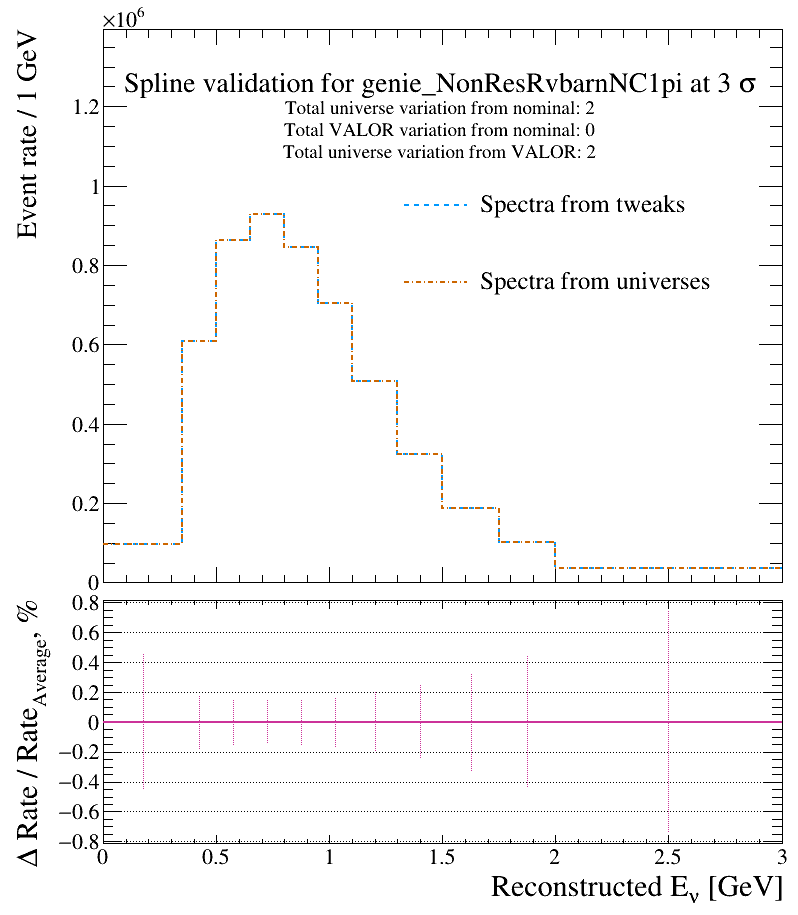 ×10⁶
Event rate / 1 GeV
Spline validation for genie_NonResRvbarnNC1pi at 3 σ
Total universe variation from nominal: 2
Total VALOR variation from nominal: 0
Total universe variation from VALOR: 2
Spectra from tweaks
Spectra from universes
1.2
1
0.8
0.6
0.4
0.2
0
Δ Rate / Rate_Average, %
0.8
0.6
0.4
0.2
0
−0.2
−0.4
−0.6
−0.8
0 0.5 1 1.5 2 2.5 3
Reconstructed E_ν [GeV]